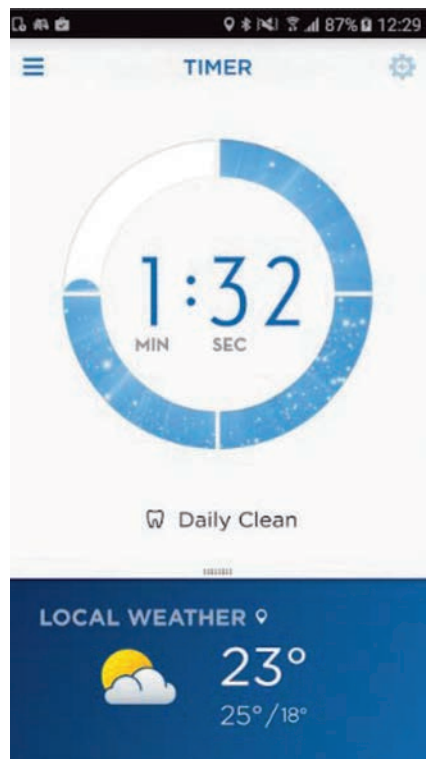 87% 12:29
TIMER
1:32
MIN SEC
Daily Clean
LOCAL WEATHER
23°
25°/18°